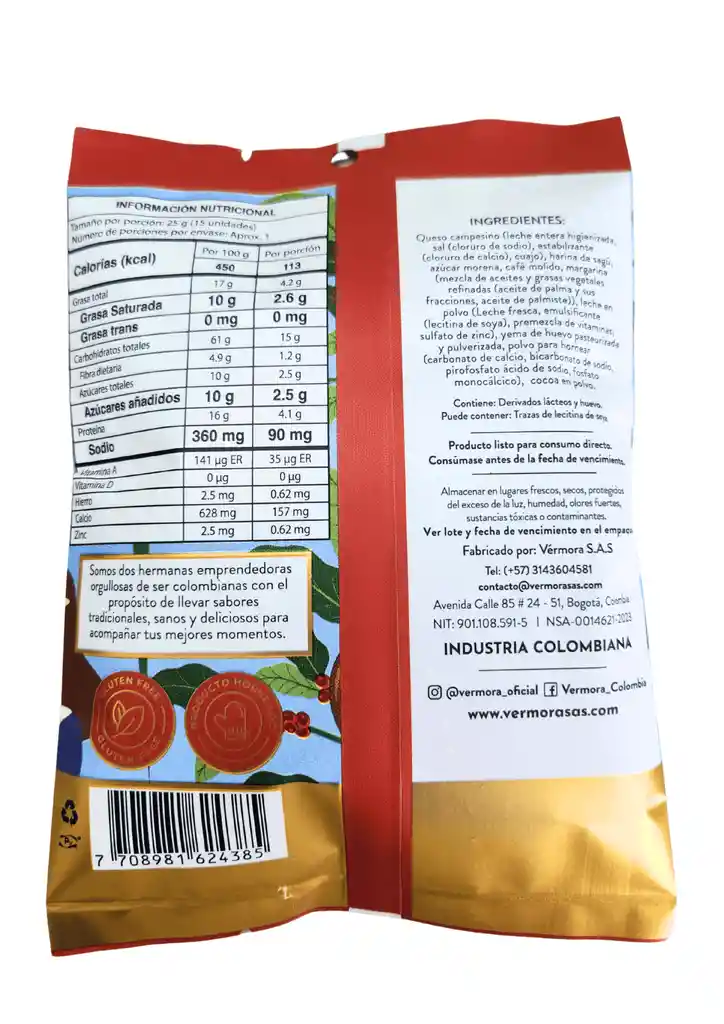 INFORMACIÓN NUTRICIONAL
Tamaño por porción: 25 g (15 unidades)
Número de porciones por envase: Aprox. 1
Calorías (kcal) Por 100 g Por porción
450 113
Grasa total 17 g 4.2 g
Grasa Saturada 10 g 2.6 g
Grasa trans 0 mg 0 mg
Carbohidratos totales 61 g 15 g
Fibra dietaria 4.9 g 1.2 g
Azúcares totales 10 g 2.5 g
Azúcares añadidos 10 g 2.5 g
Proteína 16 g 4.1 g
Sodio 360 mg 90 mg
Vitamina A 141 µg ER 35 µg ER
Vitamina D 0 µg 0 µg
Hierro 2.5 mg 0.62 mg
Calcio 628 mg 157 mg
Zinc 2.5 mg 0.62 mg
Somos dos hermanas emprendedoras
orgullosas de ser colombianas con el
propósito de llevar sabores
tradicionales, sanos y deliciosos para
acompañar tus mejores momentos.
GLUTEN FREE
GLUTEN FREE
PRODUCTO HORNEADO
7 708981 624385
INGREDIENTES:
Queso campesino (leche entera higienizada,
sal (cloruro de sodio), estabilizante
(cloruro de calcio), cuajo), harina de sagú,
azúcar morena, café molido, margarina
(mezcla de aceites y grasas vegetales
refinadas (aceite de palma y sus
fracciones, aceite de palmiste)), leche en
polvo (Leche fresca, emulsificante
(lecitina de soya), premezcla de vitaminas,
sulfato de zinc), yema de huevo pasteurizada
y pulverizada, polvo para hornear
(carbonato de calcio, bicarbonato de sodio,
pirofosfato ácido de sodio, fosfato
monocálcico), cocoa en polvo.
Contiene: Derivados lácteos y huevo.
Puede contener: Trazas de lecitina de soya
Producto listo para consumo directo.
Consúmase antes de la fecha de vencimiento.
Almacenar en lugares frescos, secos, protegidos
del exceso de la luz, humedad, olores fuertes,
sustancias tóxicas o contaminantes.
Ver lote y fecha de vencimiento en el empaque
Fabricado por: Vérmora S.A.S
Tel: (+57) 3143604581
contacto@vermorasas.com
Avenida Calle 85 # 24 - 51, Bogotá, Colombia
NIT: 901.108.591-5 | NSA-0014621-2023
INDUSTRIA COLOMBIANA
@vermora_oficial Vermora_Colombia
www.vermorasas.com